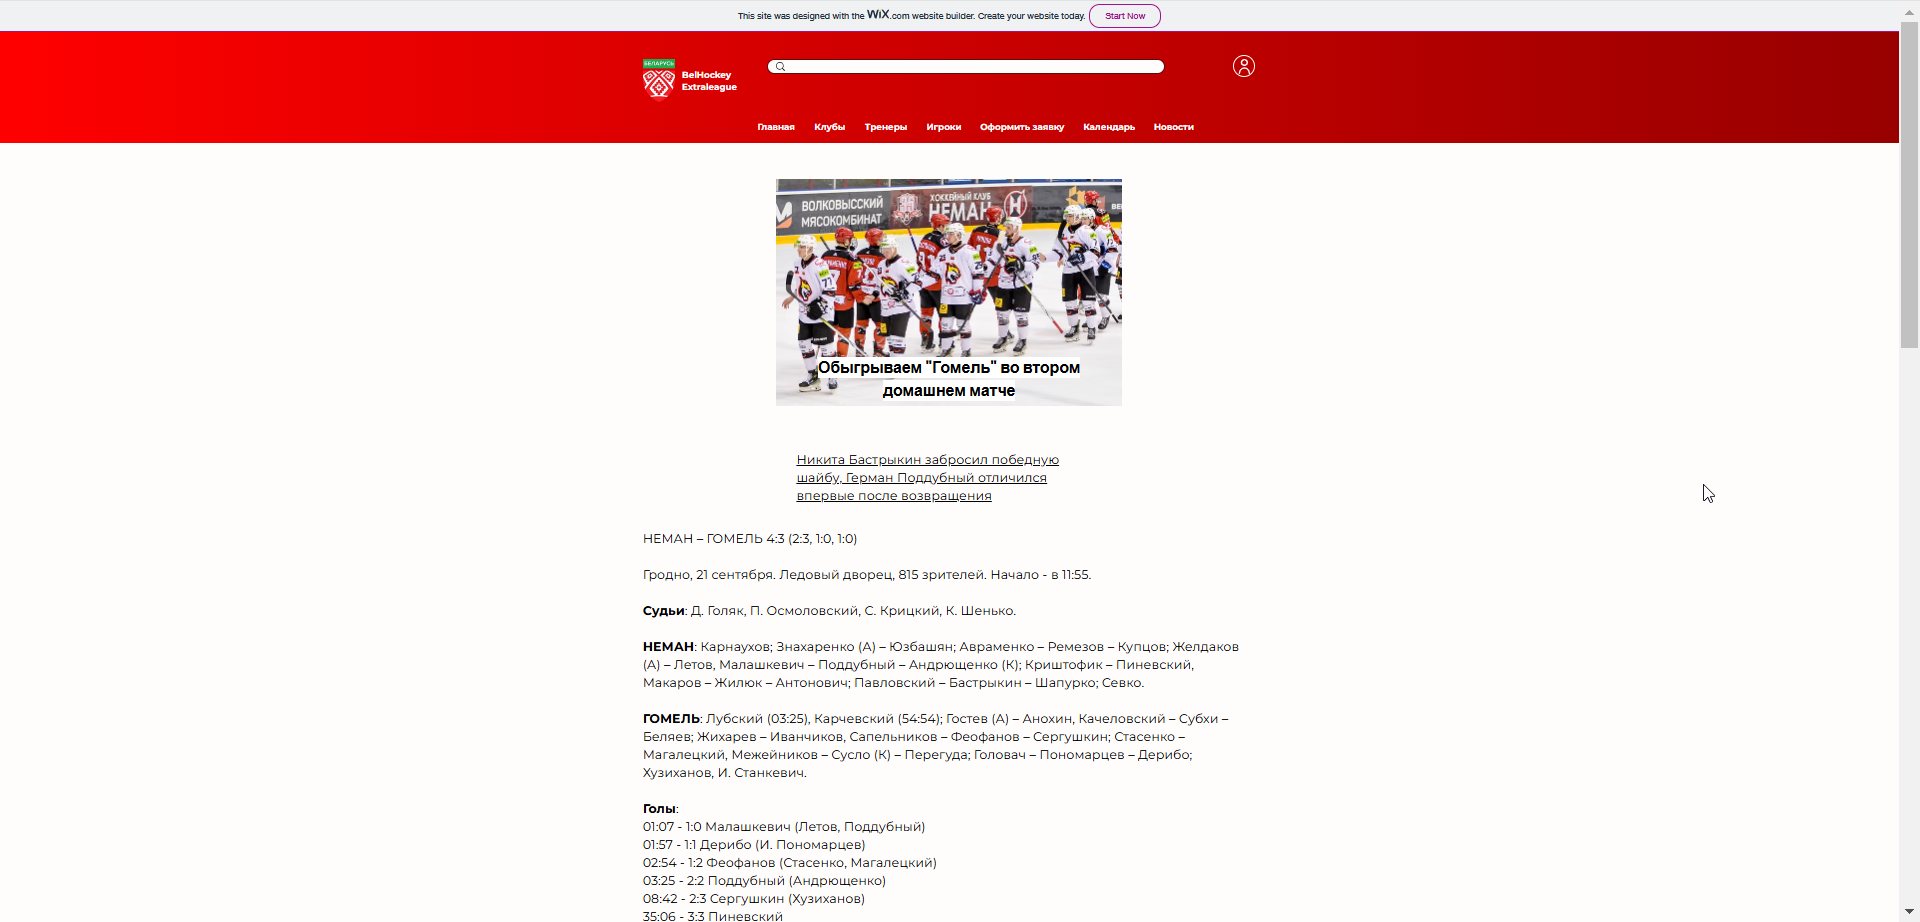 This site was designed with the WiX.com website builder. Create your website today. Start Now
БЕЛАРУСЬ
BelHockey
Extraleague
Главная Клубы Тренеры Игроки Оформить заявку Календарь Новости
ВОЛКОВЫССКИЙ
МЯСОКОМБИНАТ
ХОККЕЙНЫЙ КЛУБ
НЕМАН
Обыгрываем "Гомель" во втором
домашнем матче
Никита Бастрыкин забросил победную
шайбу, Герман Поддубный отличился
впервые после возвращения
НЕМАН – ГОМЕЛЬ 4:3 (2:3, 1:0, 1:0)
Гродно, 21 сентября. Ледовый дворец, 815 зрителей. Начало - в 11:55.
Судьи: Д. Голяк, П. Осмоловский, С. Крицкий, К. Шенько.
НЕМАН: Карнаухов; Знахаренко (А) – Юзбашян; Авраменко – Ремезов – Купцов; Желдаков
(А) – Летов, Малашкевич – Поддубный – Андрющенко (К); Криштофик – Пиневский,
Макаров – Жилюк – Антонович; Павловский – Бастрыкин – Шапурко; Севко.
ГОМЕЛЬ: Лубский (03:25), Карчевский (54:54); Гостев (А) – Анохин, Качеловский – Субхи –
Беляев; Жихарев – Иванчиков, Сапельников – Феофанов – Сергушкин; Стасенко –
Магалецкий, Межейников – Сусло (К) – Перегуда; Головач – Пономарцев – Дерибо;
Хузиханов, И. Станкевич.
Голы:
01:07 - 1:0 Малашкевич (Летов, Поддубный)
01:57 - 1:1 Дерибо (И. Пономарцев)
02:54 - 1:2 Феофанов (Стасенко, Магалецкий)
03:25 - 2:2 Поддубный (Андрющенко)
08:42 - 2:3 Сергушкин (Хузиханов)
35:06 - 3:3 Пиневский